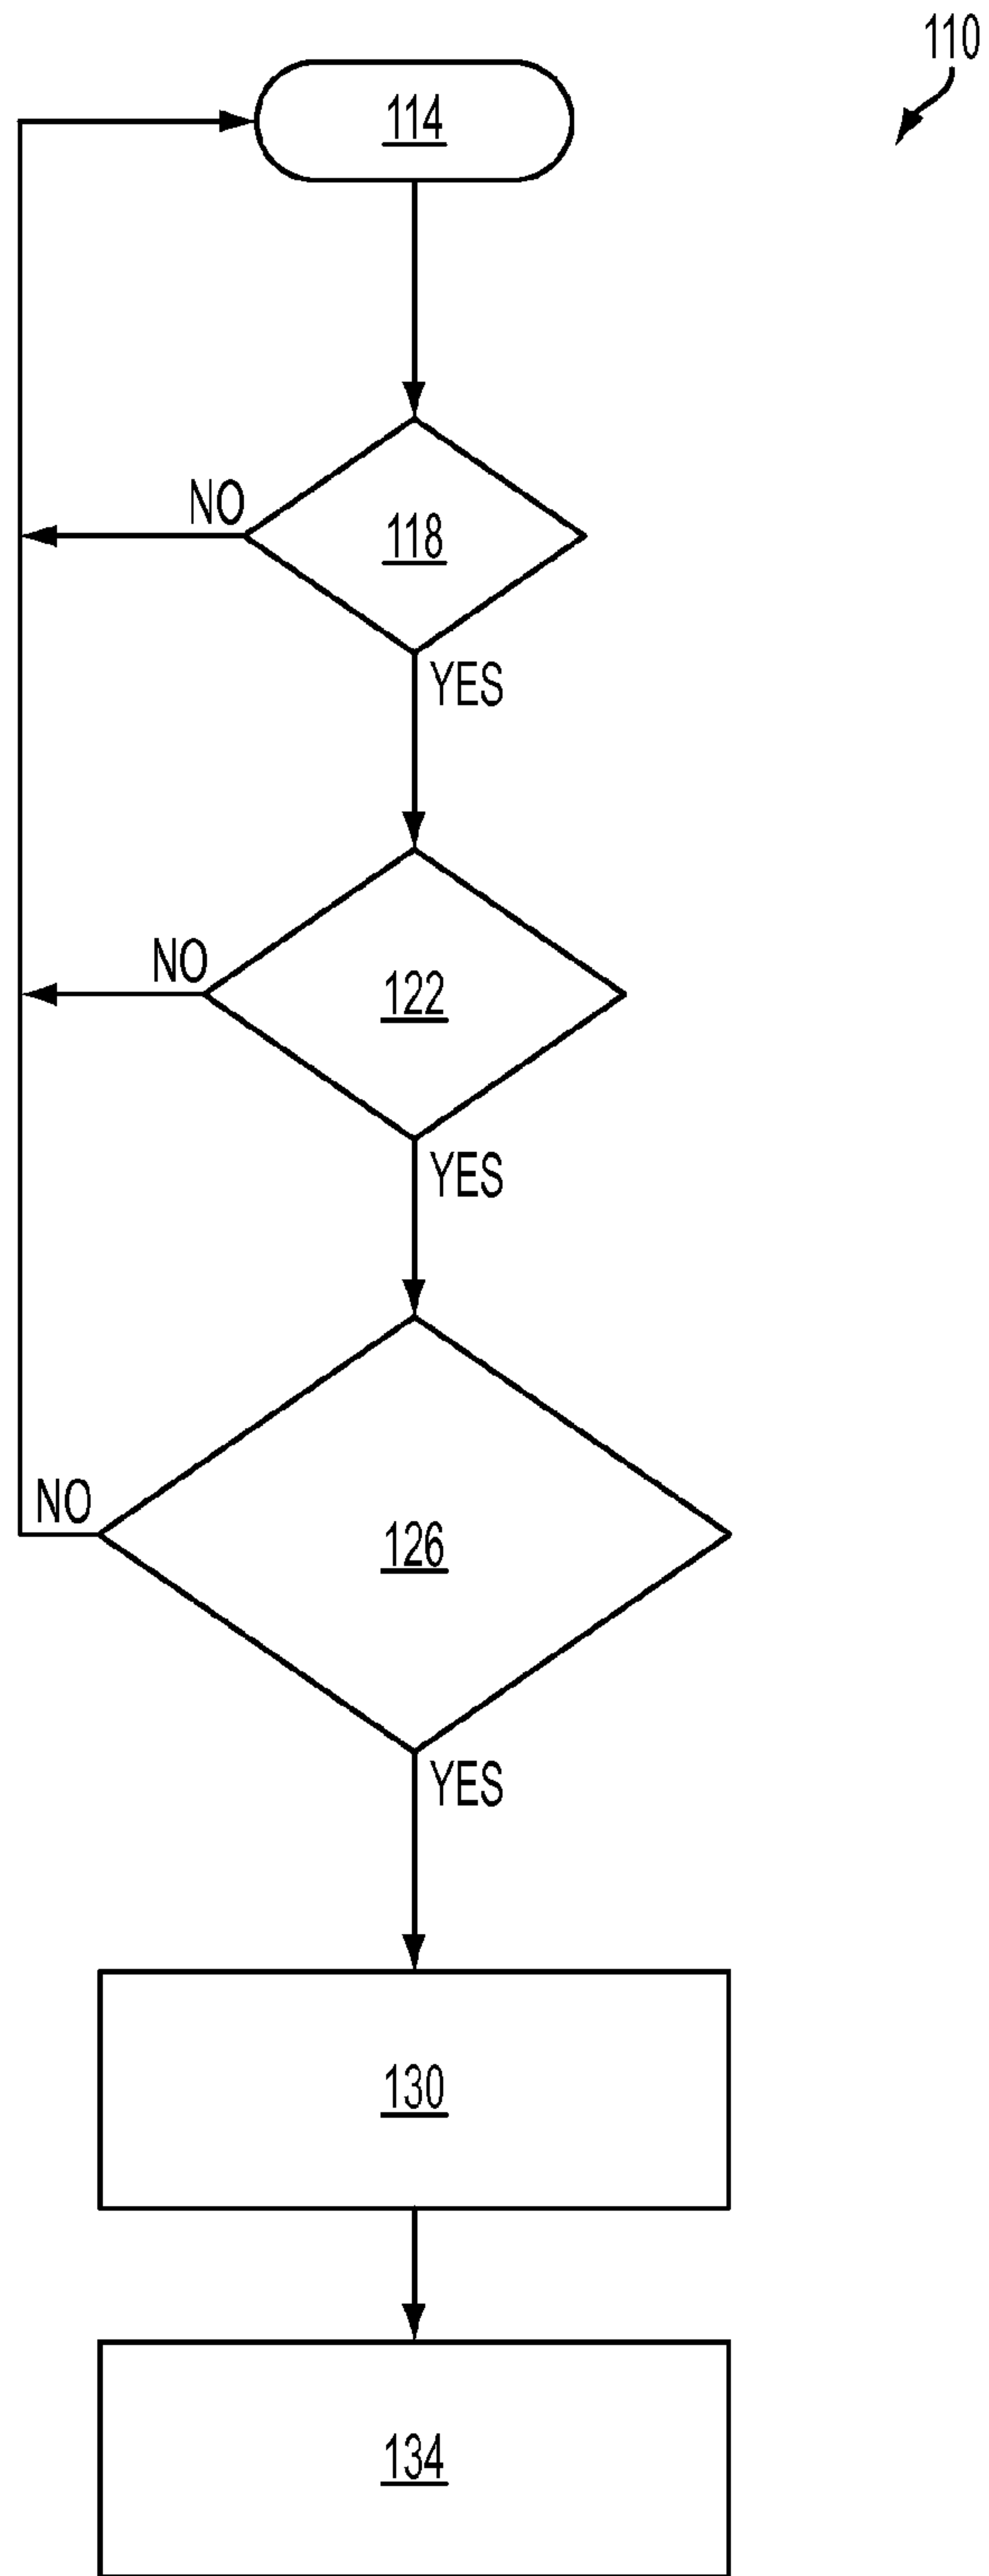 110
114
NO
118
YES
NO
122
YES
NO
126
YES
130
134